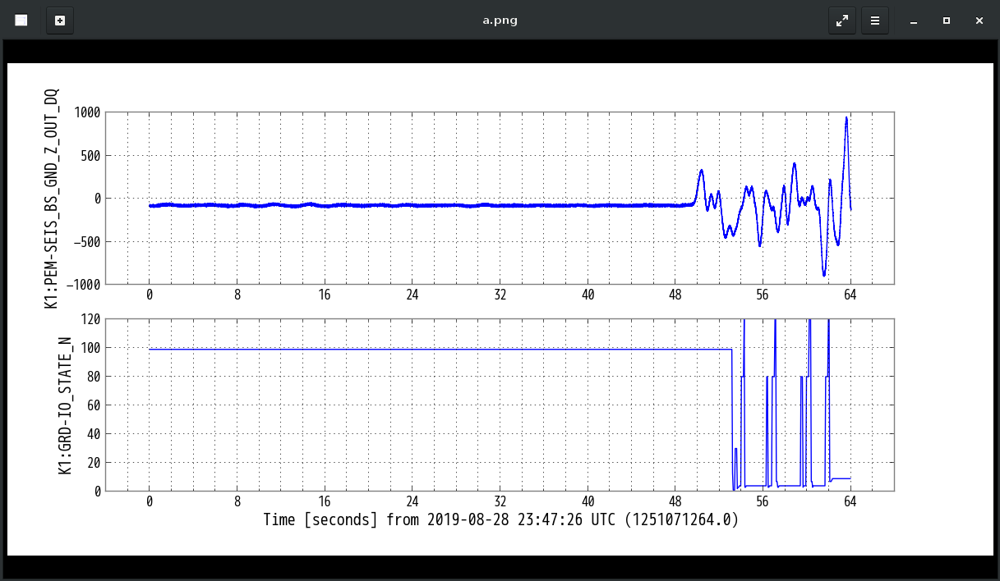 a.png
K1:PEM-SEIS_BS_GND_Z_OUT_DQ
1000
500
0
−500
−1000
0 8 16 24 32 40 48 56 64
K1:GRD-IO_STATE_N
120
100
80
60
40
20
0
0 8 16 24 32 40 48 56 64
Time [seconds] from 2019-08-28 23:47:26 UTC (1251071264.0)